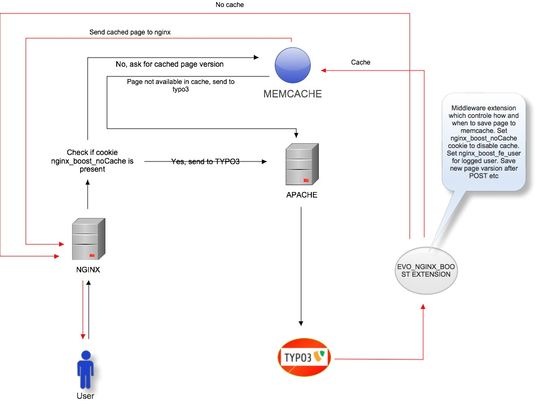 No cache
Send cached page to nginx
No, ask for cached page version
Cache
Page not available in cache, send to
typo3
MEMCACHE
Middleware extension
which controle how and
when to save page to
memcache. Set
nginx_boost_noCache
cookie to disable cache.
Set nginx_boost_fe_user
for logged user. Save
new page varsion after
POST etc
Check if cookie
nginx_boost_noCache is
present
Yes, send to TYPO3
APACHE
NGINX
EVO_NGINX_BOO
ST EXTENSION
TYPO3
User